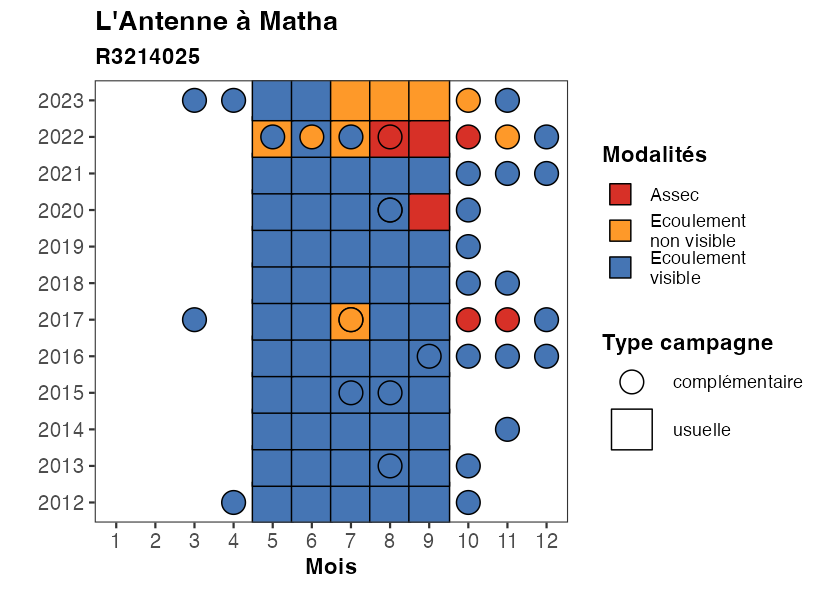 L'Antenne à Matha
R3214025
2023
2022
2021
2020
2019
2018
2017
2016
2015
2014
2013
2012
1 2 3 4 5 6 7 8 9 10 11 12
Mois
Modalités
Assec
Ecoulement
non visible
Ecoulement
visible
Type campagne
complémentaire
usuelle